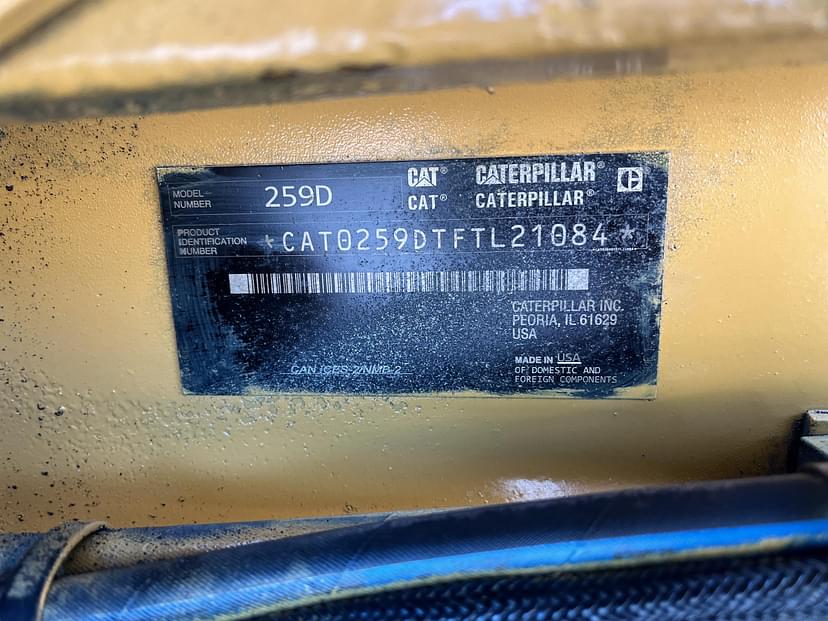 MODEL NUMBER 259D CAT® CATERPILLAR®
CAT® CATERPILLAR®
PRODUCT IDENTIFICATION NUMBER *CAT0259DTFTL21084*
CATERPILLAR INC.
PEORIA, IL 61629
USA
MADE IN USA
OF DOMESTIC AND
FOREIGN COMPONENTS
CAN ICES-2/NMB-2